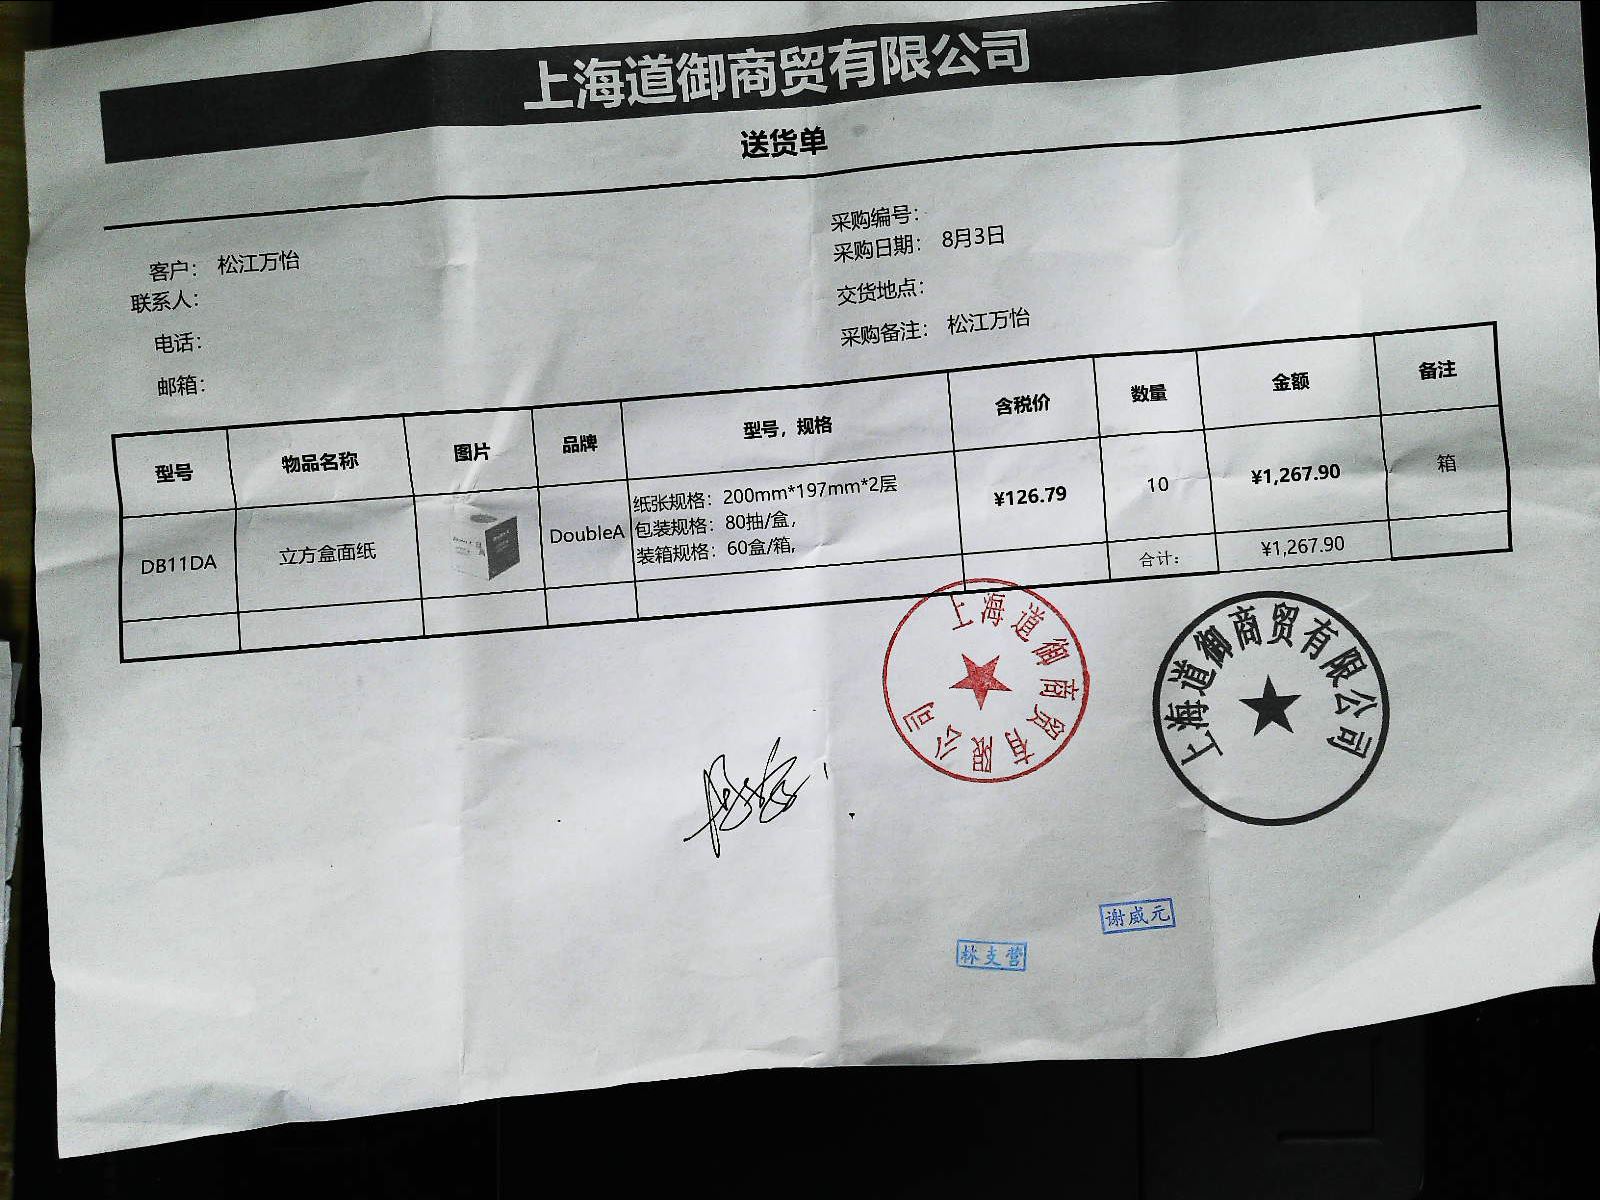 上海道御商贸有限公司
送货单
采购编号：
客户： 松江万怡
采购日期： 8月3日
联系人：
交货地点：
电话：
采购备注： 松江万怡
邮箱：
型号 物品名称 图片 品牌 型号，规格 含税价 数量 金额 备注
DB11DA 立方盒面纸 DoubleA 纸张规格：200mm*197mm*2层 ¥126.79 10 ¥1,267.90 箱
包装规格：80抽/盒，
装箱规格：60盒/箱，
合计： ¥1,267.90
上海道御商贸有限公司
上海道御商贸有限公司
谢威元
林支营